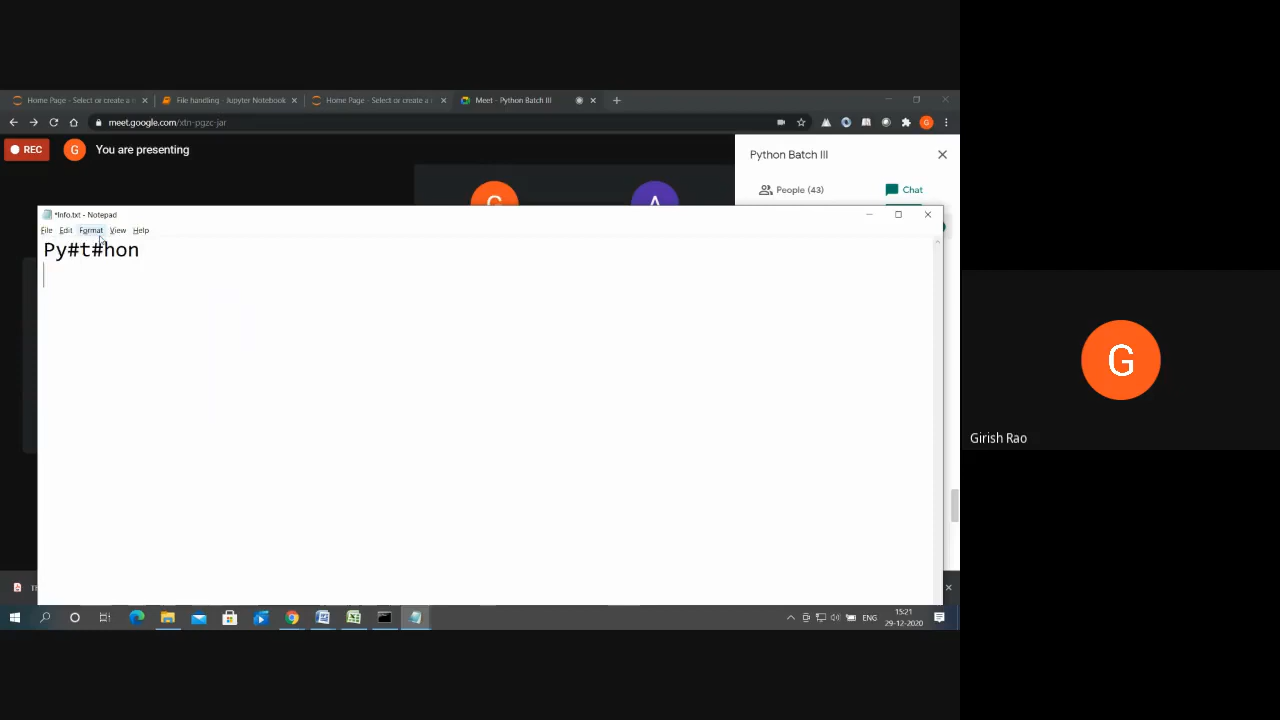 Home Page - Select or create a n
File handling - Jupyter Notebook
Home Page - Select or create a n
Meet - Python Batch III
meet.google.com/xtn-pgzc-jar
G
REC
G
You are presenting
Python Batch III
People (43)
Chat
G
A
*Info.txt - Notepad
File Edit Format View Help
Py#t#hon
G
Girish Rao
ENG
15:21
29-12-2020